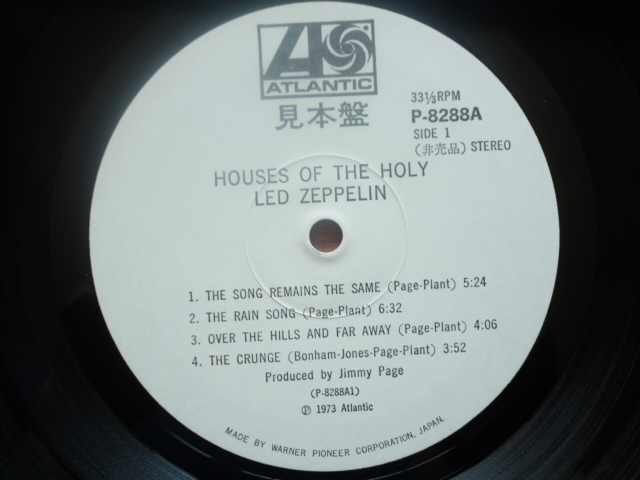 ATLANTIC
見本盤
33⅓RPM
P-8288A
SIDE 1
(非売品) STEREO
HOUSES OF THE HOLY
LED ZEPPELIN
1. THE SONG REMAINS THE SAME (Page-Plant) 5:24
2. THE RAIN SONG (Page-Plant) 6:32
3. OVER THE HILLS AND FAR AWAY (Page-Plant) 4:06
4. THE CRUNGE (Bonham-Jones-Page-Plant) 3:52
Produced by Jimmy Page
(P-8288A1)
℗ 1973 Atlantic
MADE BY WARNER PIONEER CORPORATION, JAPAN.